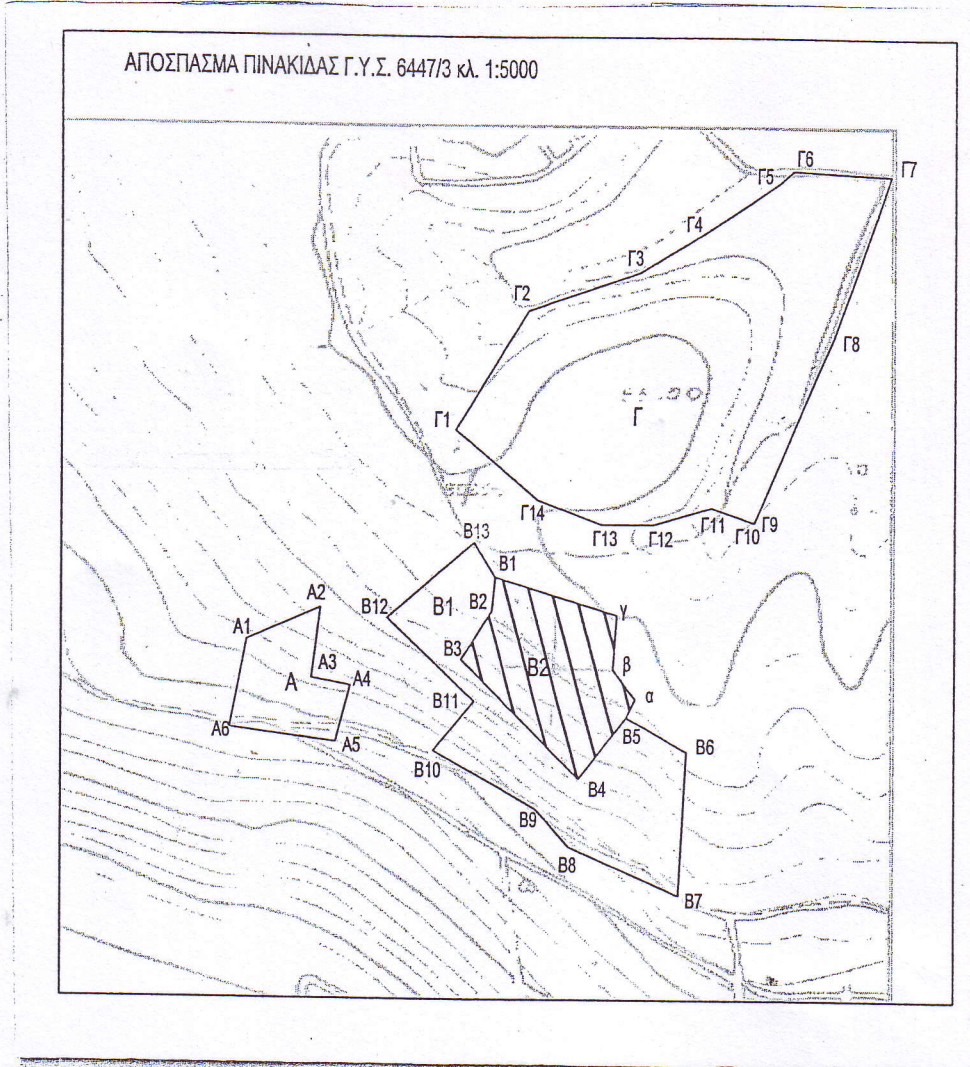 ΑΠΟΣΠΑΣΜΑ ΠΙΝΑΚΙΔΑΣ Γ.Υ.Σ. 6447/3 κλ. 1:5000
Γ6
Γ5
Γ7
Γ4
Γ3
Γ2
Γ8
Γ
Γ1
Γ14
Γ13
Γ12
Γ11
Γ10
Γ9
Β13
Β1
Α2
Β12
Β1
Β2
γ
Α1
Β3
Β2
β
Α3
Α
Α4
α
Β11
Α6
Α5
Β5
Β6
Β10
Β4
Β9
Β8
Β7